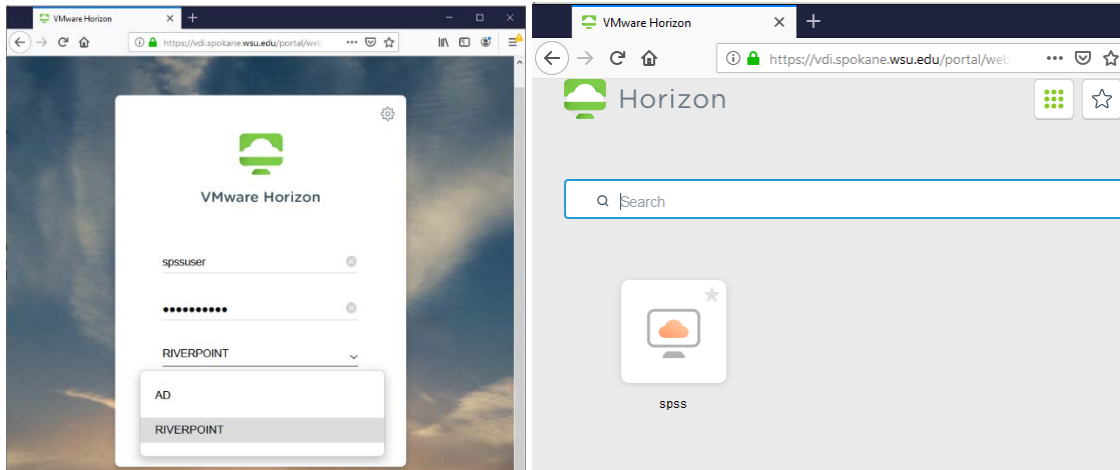 VMware Horizon
https://vdi.spokane.wsu.edu/portal/web
VMware Horizon
spssuser
RIVERPOINT
AD
RIVERPOINT
VMware Horizon
https://vdi.spokane.wsu.edu/portal/web
Horizon
Search
spss